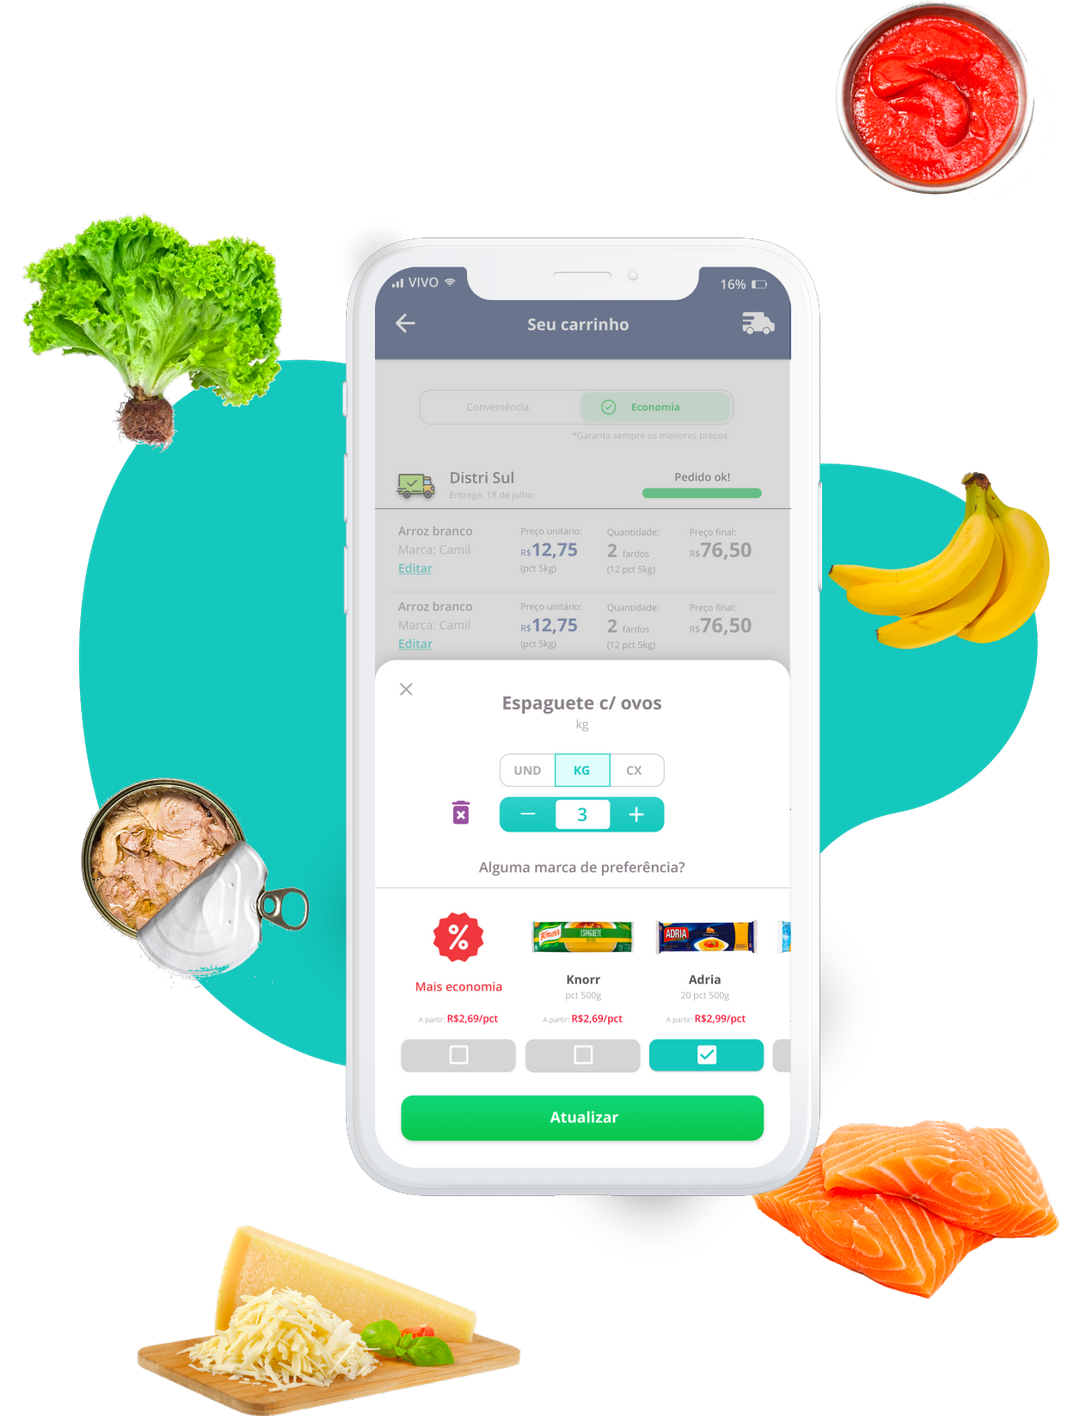 VIVO
16%
Seu carrinho
Conveniência
Economia
*Garanta sempre os menores preços
Distri Sul
Entrega: 18 de julho
Pedido ok!
Arroz branco
Marca: Camil
Editar
Preço unitário:
R$12,75
(pct 5kg)
Quantidade:
2 fardos
(12 pct 5kg)
Preço final:
R$76,50
Arroz branco
Marca: Camil
Editar
Preço unitário:
R$12,75
(pct 5kg)
Quantidade:
2 fardos
(12 pct 5kg)
Preço final:
R$76,50
Espaguete c/ ovos
kg
UND KG CX
3
Alguma marca de preferência?
%
Mais economia
A partir: R$2,69/pct
Knorr
ESPAGUETE
Knorr
pct 500g
A partir: R$2,69/pct
ADRIA
Adria
20 pct 500g
A partir: R$2,99/pct
Atualizar